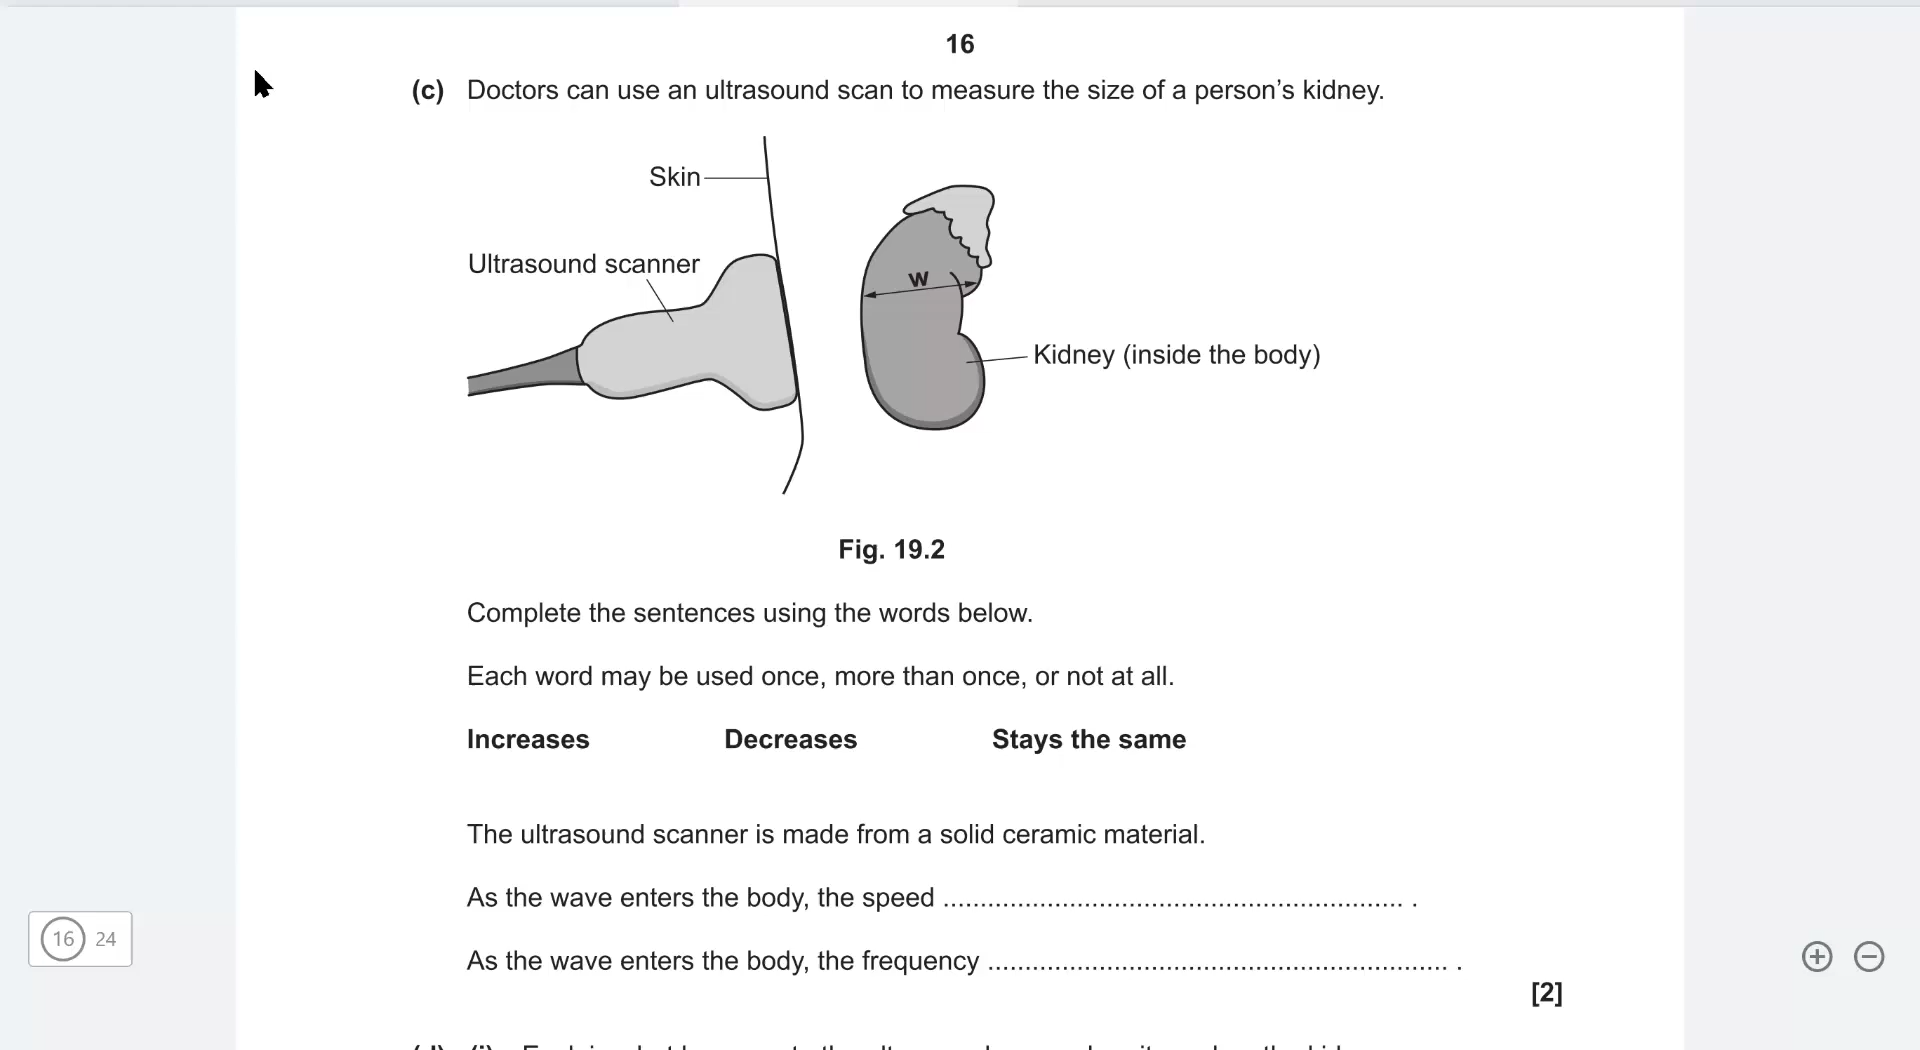 16
(c) Doctors can use an ultrasound scan to measure the size of a person's kidney.
Skin
Ultrasound scanner
w
Kidney (inside the body)
Fig. 19.2
Complete the sentences using the words below.
Each word may be used once, more than once, or not at all.
Increases Decreases Stays the same
The ultrasound scanner is made from a solid ceramic material.
As the wave enters the body, the speed .............................................................. .
As the wave enters the body, the frequency .............................................................. .
[2]
16 24